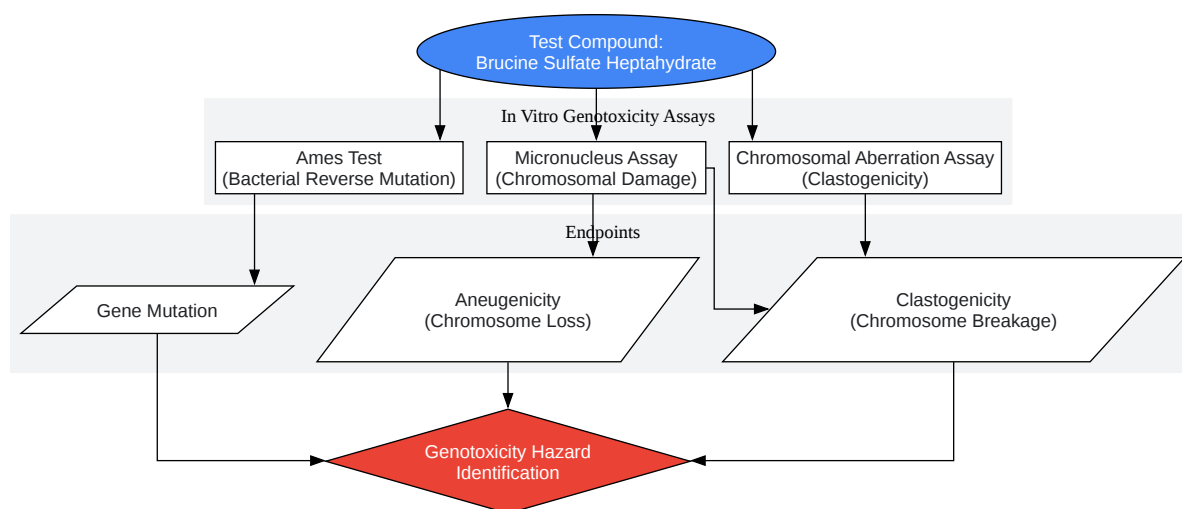 Test Compound:
Brucine Sulfate Heptahydrate
In Vitro Genotoxicity Assays
Ames Test
(Bacterial Reverse Mutation)
Micronucleus Assay
(Chromosomal Damage)
Chromosomal Aberration Assay
(Clastogenicity)
Endpoints
Gene Mutation
Aneugenicity
(Chromosome Loss)
Clastogenicity
(Chromosome Breakage)
Genotoxicity Hazard
Identification